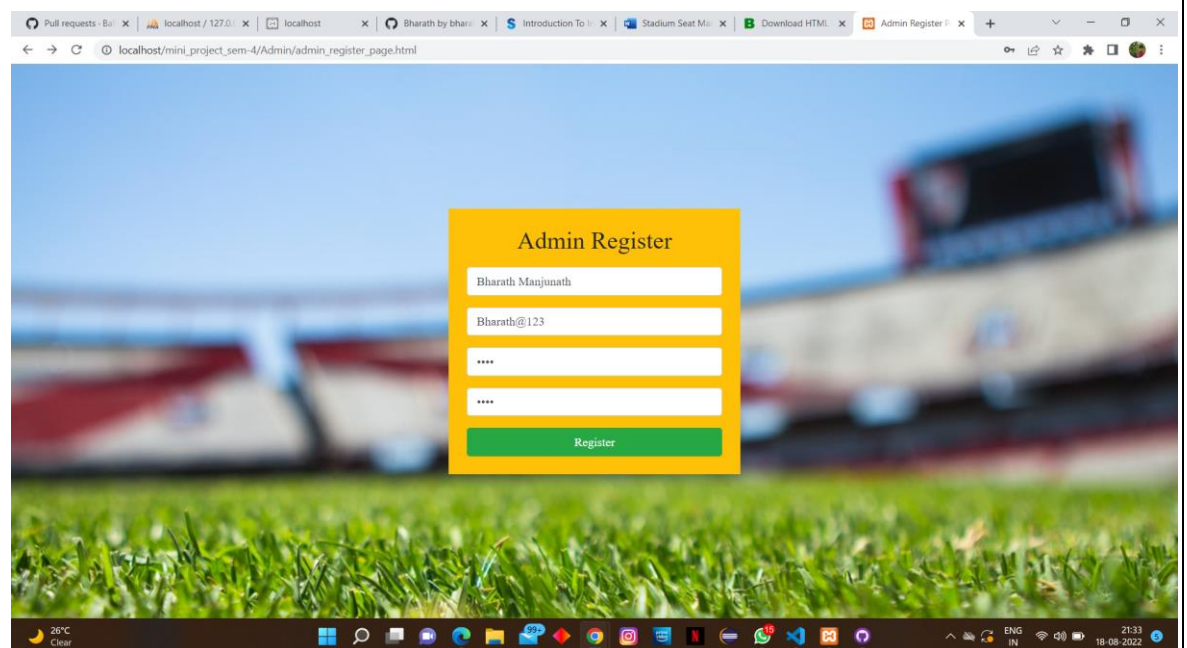 Pull requests · Bal
localhost / 127.0.
localhost
Bharath by bharat
Introduction To
Stadium Seat Ma
Download HTML
Admin Register P
localhost/mini_project_sem-4/Admin/admin_register_page.html
Admin Register
Bharath Manjunath
Bharath@123
••••
••••
Register
26°C
Clear
99+
15
ENG
IN
21:33
18-08-2022
5